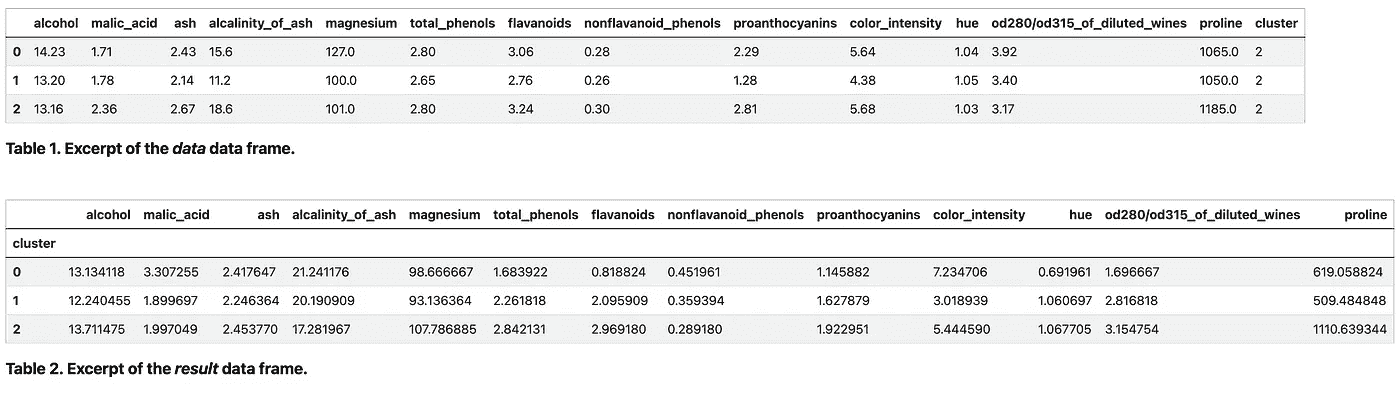 alcohol malic_acid ash alcalinity_of_ash magnesium total_phenols flavanoids nonflavanoid_phenols proanthocyanins color_intensity hue od280/od315_of_diluted_wines proline cluster
0 14.23 1.71 2.43 15.6 127.0 2.80 3.06 0.28 2.29 5.64 1.04 3.92 1065.0 2
1 13.20 1.78 2.14 11.2 100.0 2.65 2.76 0.26 1.28 4.38 1.05 3.40 1050.0 2
2 13.16 2.36 2.67 18.6 101.0 2.80 3.24 0.30 2.81 5.68 1.03 3.17 1185.0 2
Table 1. Excerpt of the data data frame.
alcohol malic_acid ash alcalinity_of_ash magnesium total_phenols flavanoids nonflavanoid_phenols proanthocyanins color_intensity hue od280/od315_of_diluted_wines proline
cluster
0 13.134118 3.307255 2.417647 21.241176 98.666667 1.683922 0.818824 0.451961 1.145882 7.234706 0.691961 1.696667 619.058824
1 12.240455 1.899697 2.246364 20.190909 93.136364 2.261818 2.095909 0.359394 1.627879 3.018939 1.060697 2.816818 509.484848
2 13.711475 1.997049 2.453770 17.281967 107.786885 2.842131 2.969180 0.289180 1.922951 5.444590 1.067705 3.154754 1110.639344
Table 2. Excerpt of the result data frame.